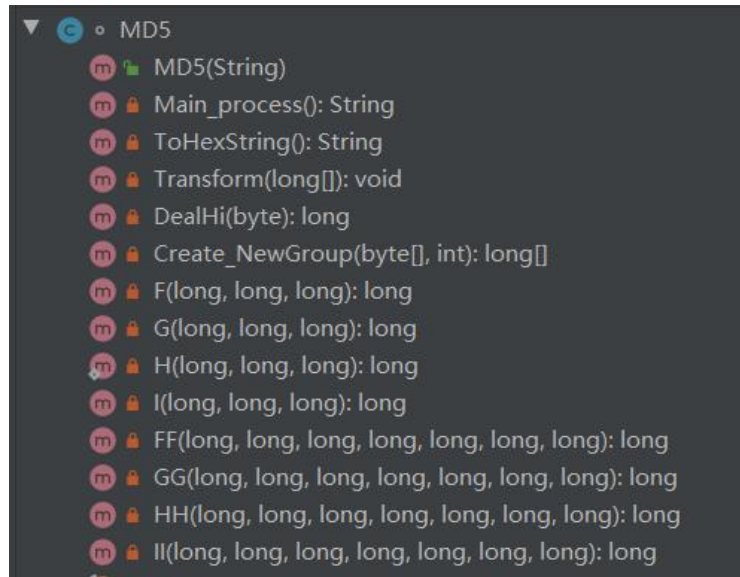 MD5
MD5(String)
Main_process(): String
ToHexString(): String
Transform(long[]): void
DealHi(byte): long
Create_NewGroup(byte[], int): long[]
F(long, long, long): long
G(long, long, long): long
H(long, long, long): long
I(long, long, long): long
FF(long, long, long, long, long, long, long): long
GG(long, long, long, long, long, long, long): long
HH(long, long, long, long, long, long, long): long
II(long, long, long, long, long, long, long): long